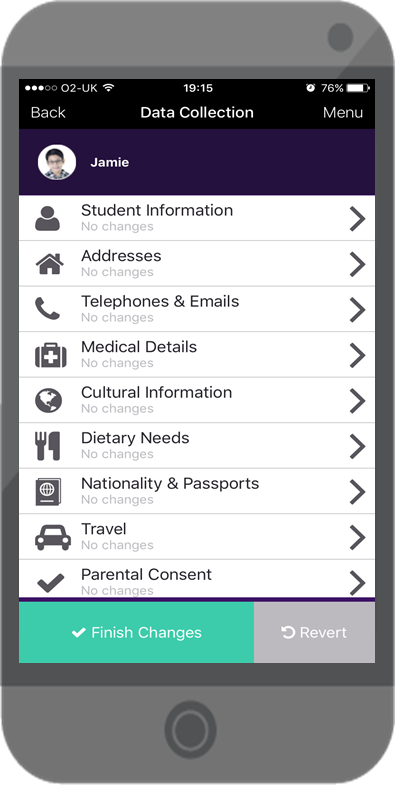 O2-UK 19:15 76%
Back Data Collection Menu
Jamie
Student Information
No changes
Addresses
No changes
Telephones & Emails
No changes
Medical Details
No changes
Cultural Information
No changes
Dietary Needs
No changes
Nationality & Passports
No changes
Travel
No changes
Parental Consent
No changes
Finish Changes Revert